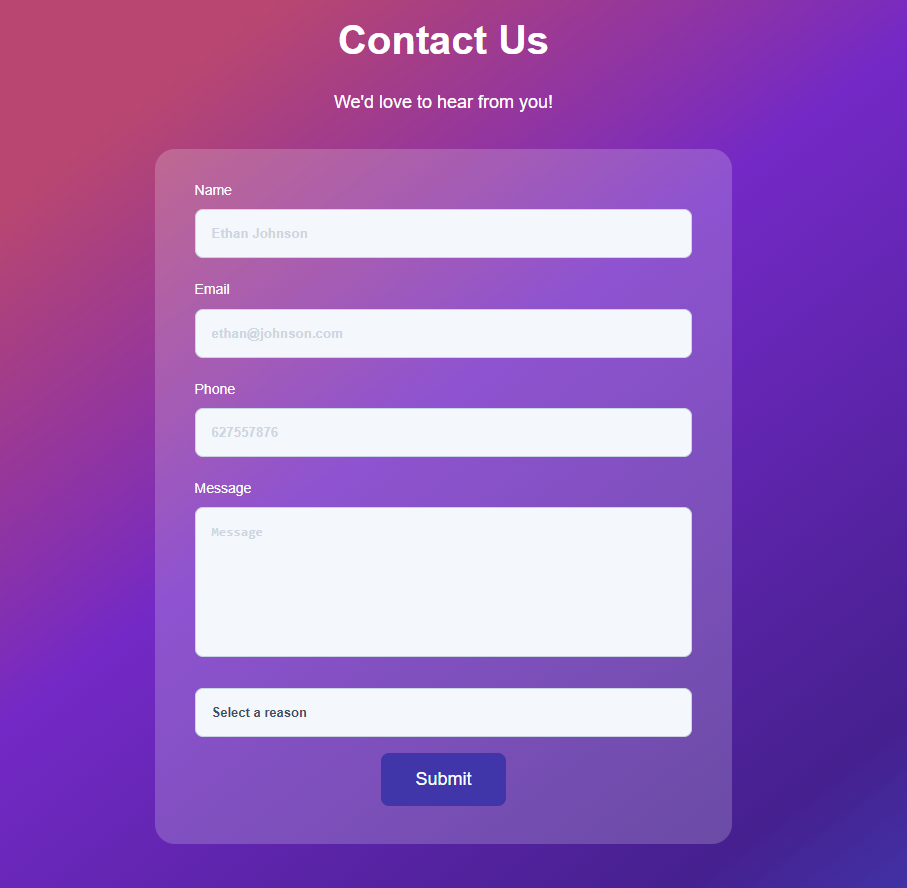 Contact Us
We'd love to hear from you!
Name
Ethan Johnson
Email
ethan@johnson.com
Phone
627557876
Message
Message
Select a reason
Submit